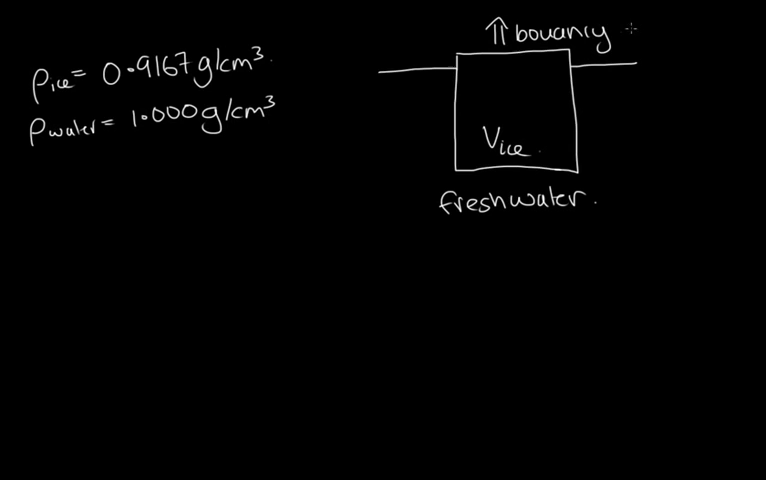 ρice= 0.9167 g/cm³.
ρwater= 1.000 g/cm³
⇑ bouancy
Vice.
freshwater.